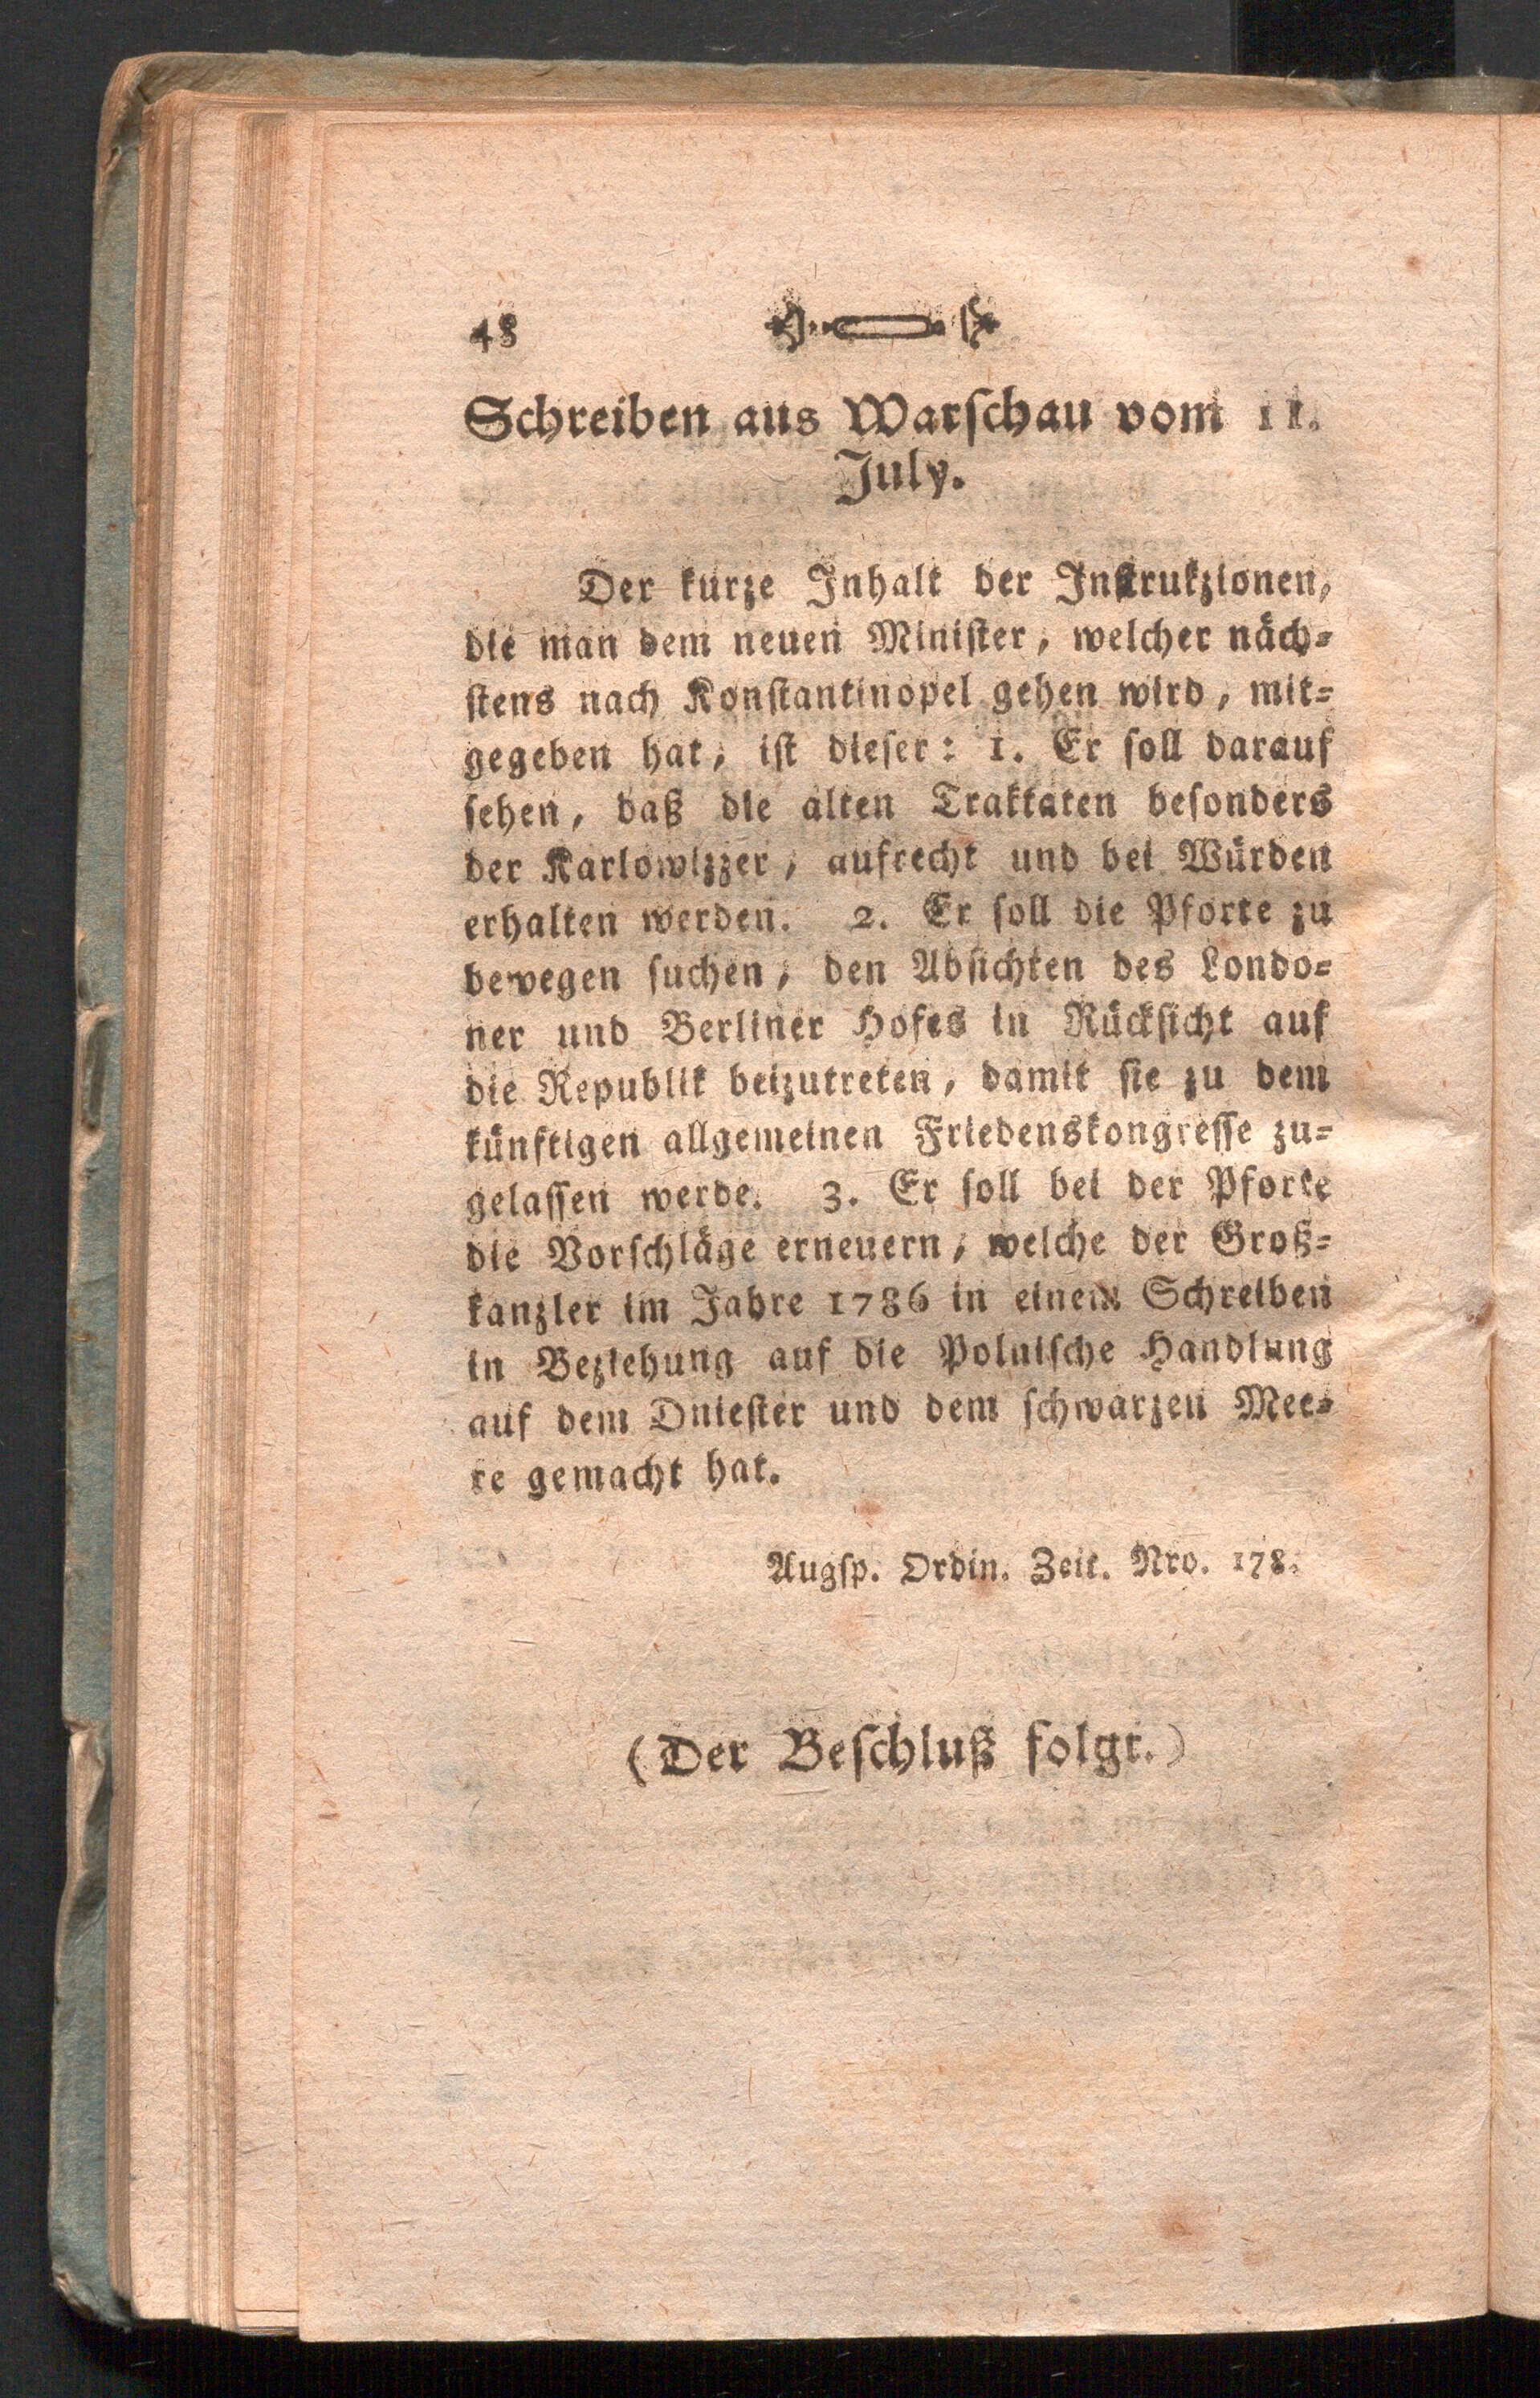 48
Schreiben aus Warschau vom 11.
July.
Der kurze Inhalt der Instrukzionen,
die man dem neuen Minister, welcher näch=
stens nach Konstantinopel gehen wird, mit=
gegeben hat, ist dieser: 1. Er soll darauf
sehen, daß die alten Traktaten besonders
der Karlowizzer, aufrecht und bei Würden
erhalten werden. 2. Er soll die Pforte zu
bewegen suchen, den Absichten des Londo=
ner und Berliner Hofes in Rücksicht auf
die Republik beizutreten, damit sie zu dem
künftigen allgemeinen Friedenskongresse zu=
gelassen werde. 3. Er soll bei der Pforte
die Vorschläge erneuern, welche der Groß=
kanzler im Jahre 1786 in einem Schreiben
in Beziehung auf die Polnische Handlung
auf dem Dniester und dem schwarzen Mee=
re gemacht hat.
Augsp. Ordin. Zeit. Nro. 178.
(Der Beschluß folgt.)